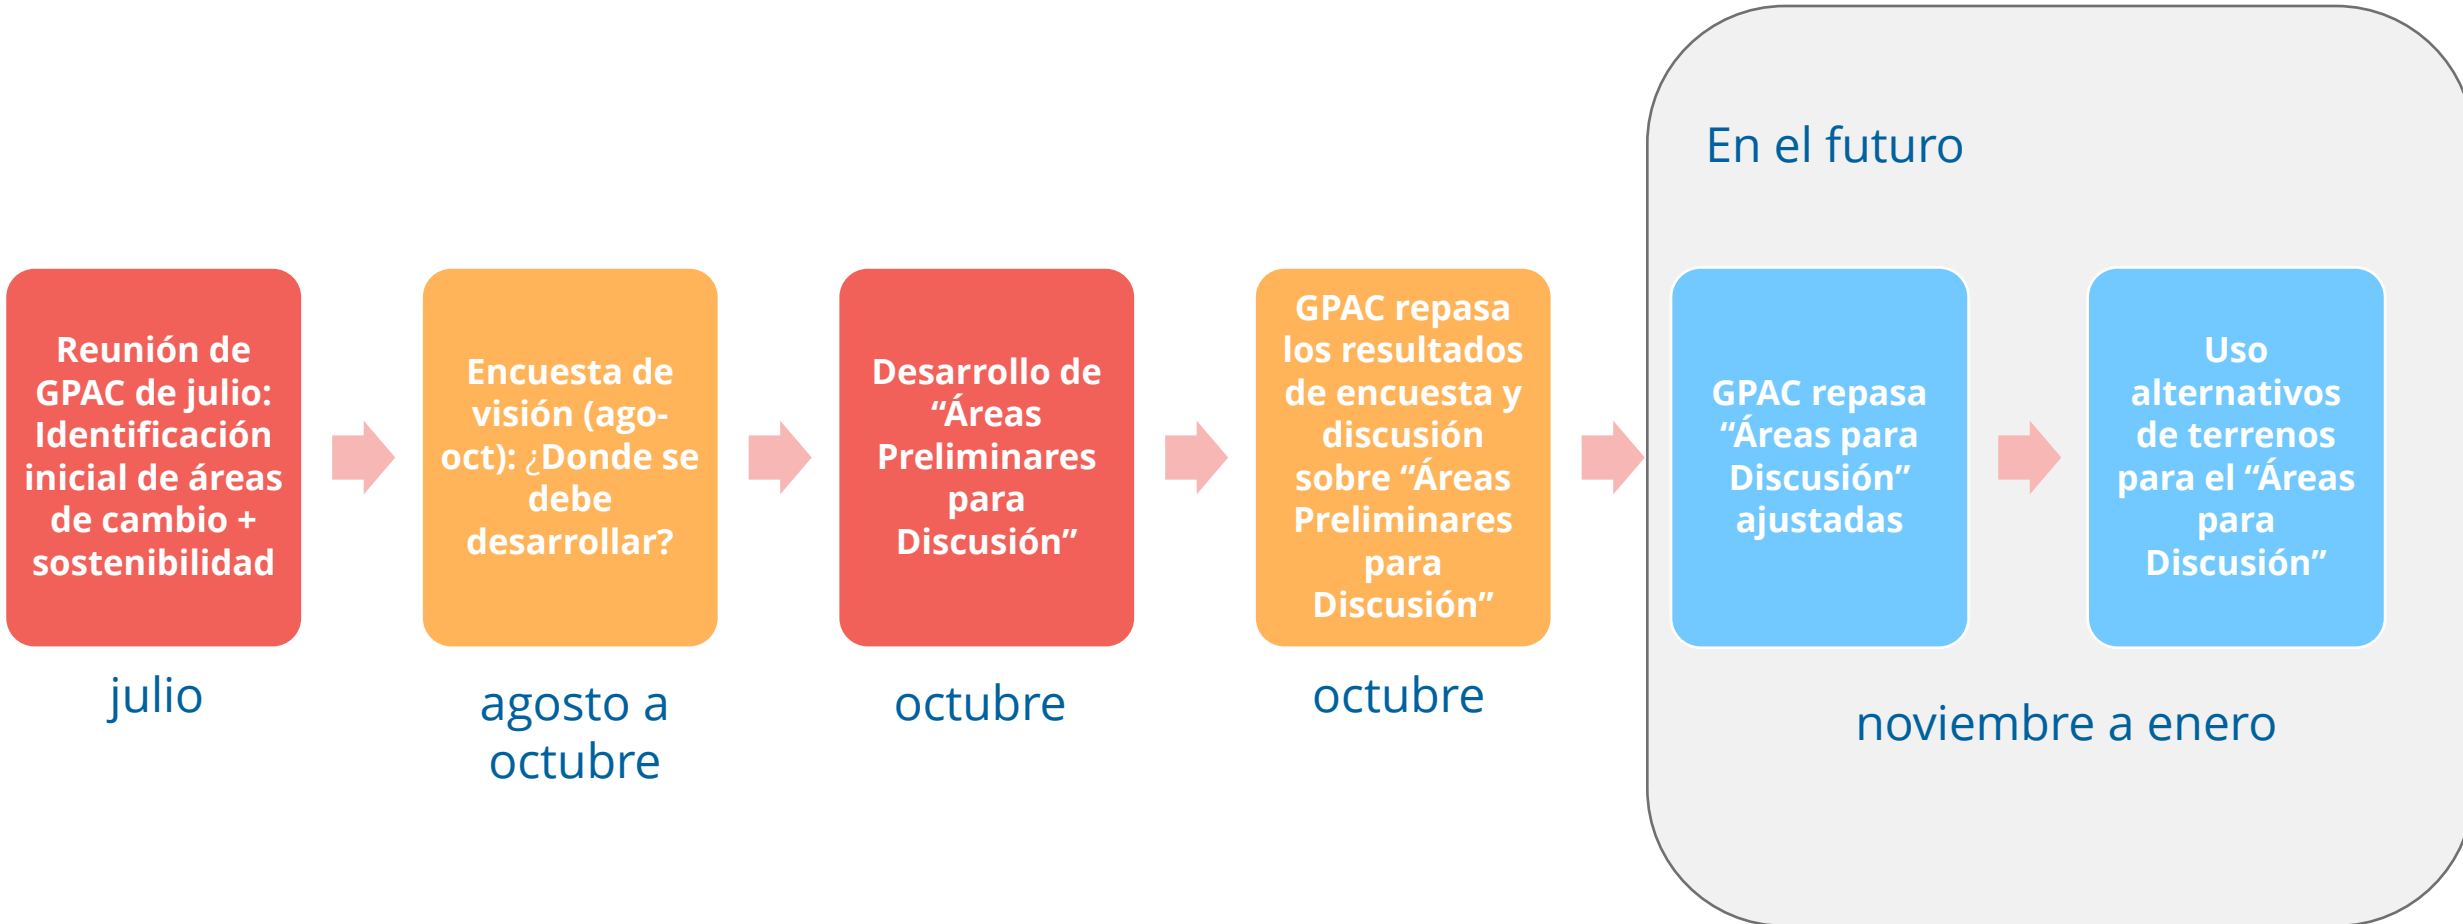 Reunión de
GPAC de julio:
Identificación
inicial de áreas
de cambio +
sostenibilidad
julio
Encuesta de
visión (ago-
oct): ¿Donde se
debe
desarrollar?
agosto a
octubre
Desarrollo de
“Áreas
Preliminares
para
Discusión”
octubre
GPAC repasa
los resultados
de encuesta y
discusión
sobre “Áreas
Preliminares
para
Discusión”
octubre
En el futuro
GPAC repasa
“Áreas para
Discusión”
ajustadas
Uso
alternativos
de terrenos
para el “Áreas
para
Discusión”
noviembre a enero